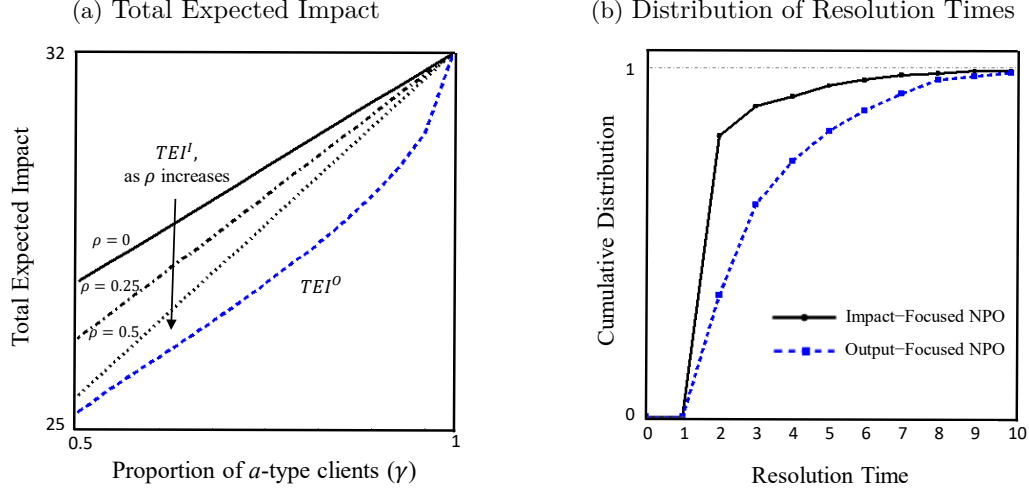 (a) Total Expected Impact
32
Total Expected Impact
TEI^I,
as ρ increases
ρ = 0
ρ = 0.25
ρ = 0.5
TEI^O
25
0.5
1
Proportion of a-type clients (γ)
(b) Distribution of Resolution Times
1
Cumulative Distribution
Impact−Focused NPO
Output−Focused NPO
0
0 1 2 3 4 5 6 7 8 9 10
Resolution Time